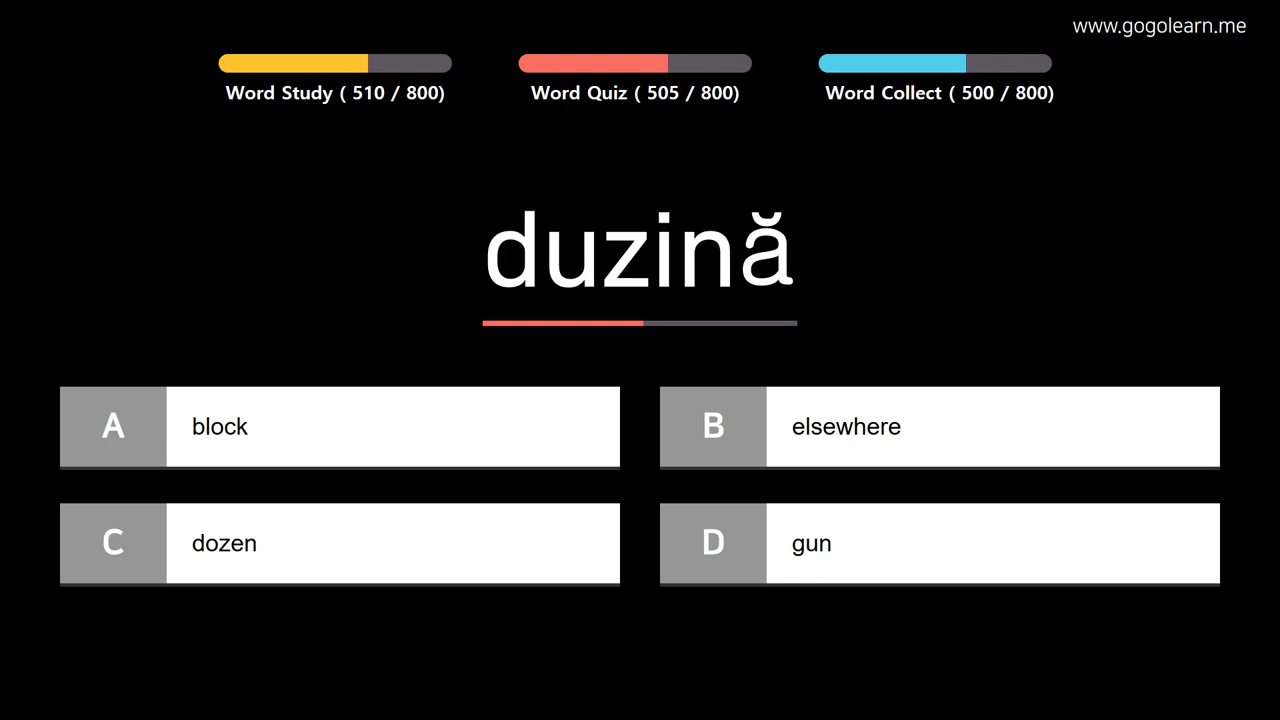 www.gogolearn.me
Word Study ( 510 / 800)
Word Quiz ( 505 / 800)
Word Collect ( 500 / 800)
duzină
A block
B elsewhere
C dozen
D gun